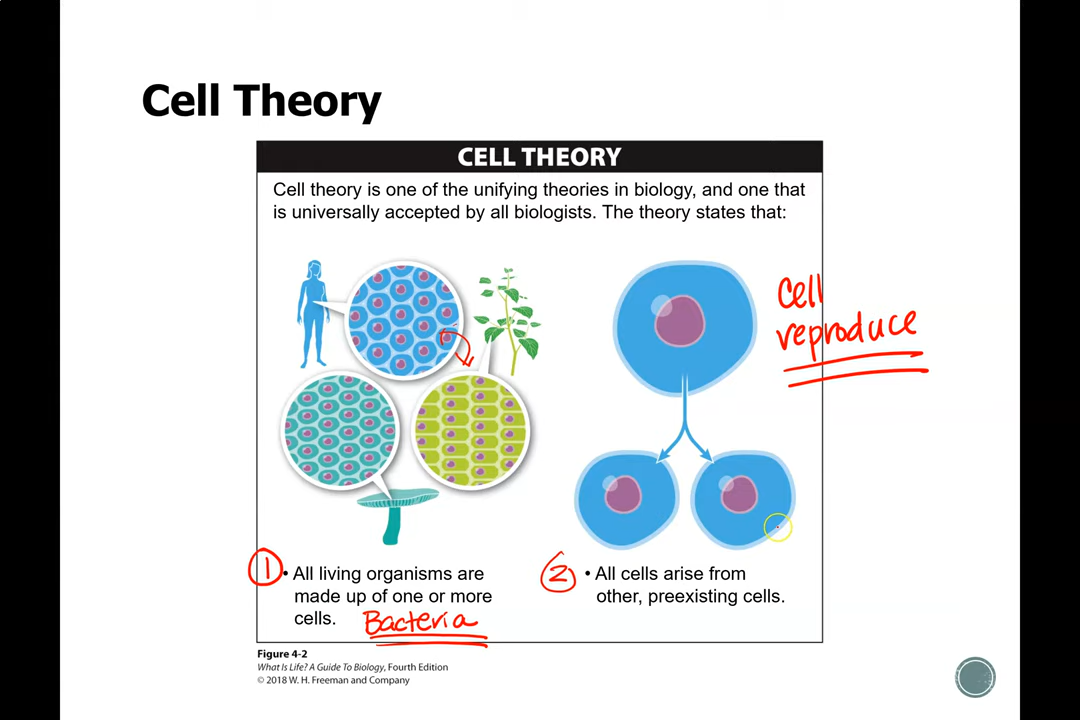 Cell Theory
CELL THEORY
Cell theory is one of the unifying theories in biology, and one that
is universally accepted by all biologists. The theory states that:
Cell
reproduce
1
• All living organisms are
made up of one or more
cells.
Bacteria
2
• All cells arise from
other, preexisting cells.
Figure 4-2
What Is Life? A Guide To Biology, Fourth Edition
© 2018 W. H. Freeman and Company